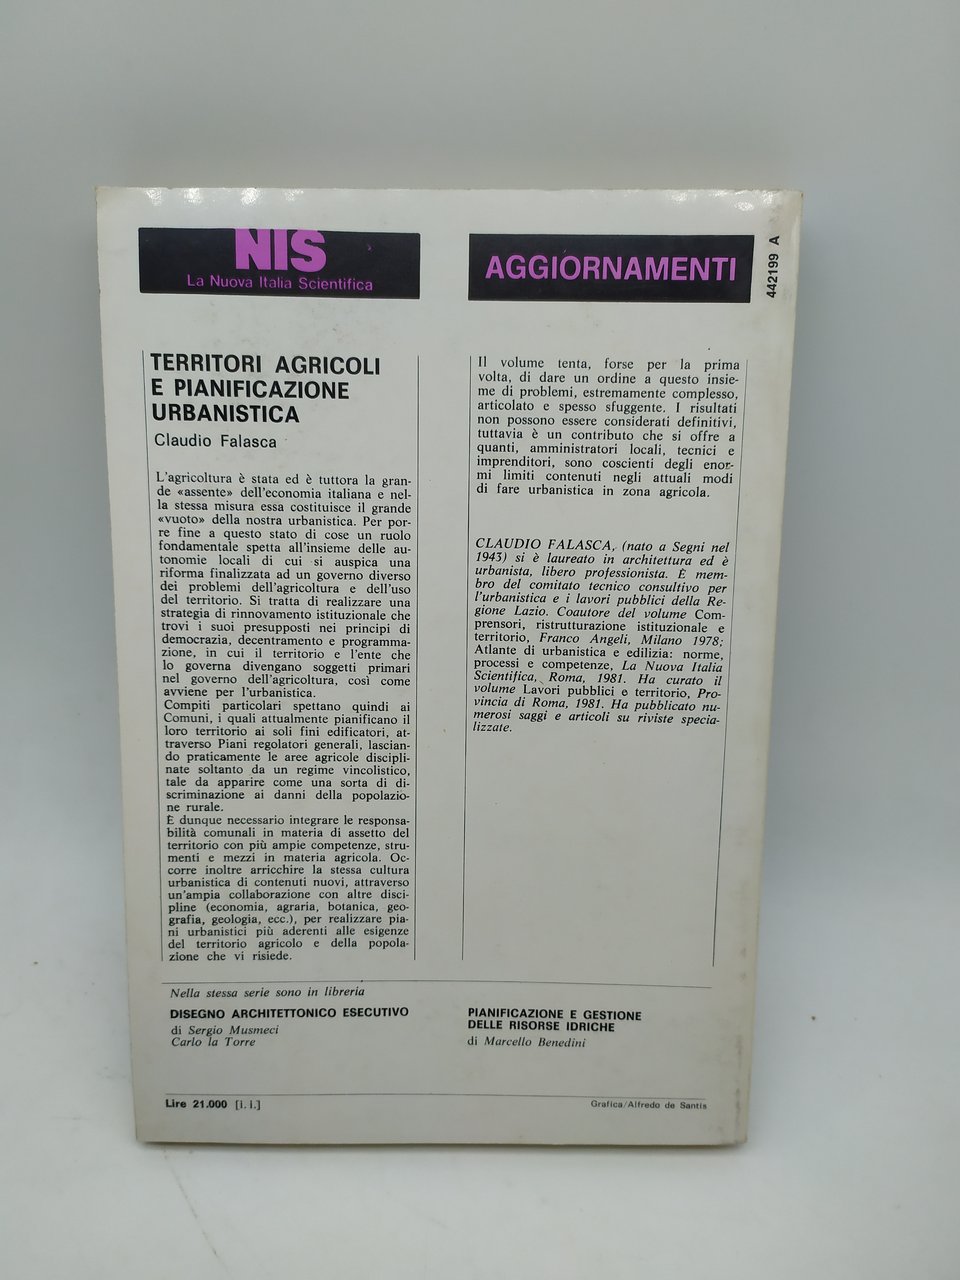 NIS
La Nuova Italia Scientifica
AGGIORNAMENTI
442199 A
TERRITORI AGRICOLI
E PIANIFICAZIONE
URBANISTICA
Claudio Falasca
L'agricoltura è stata ed è tuttora la gran-
de «assente» dell'economia italiana e nel-
la stessa misura essa costituisce il grande
«vuoto» della nostra urbanistica. Per por-
re fine a questo stato di cose un ruolo
fondamentale spetta all'insieme delle au-
tonomie locali di cui si auspica una
riforma finalizzata ad un governo diverso
dei problemi dell'agricoltura e dell'uso
del territorio. Si tratta di realizzare una
strategia di rinnovamento istituzionale che
trovi i suoi presupposti nei principi di
democrazia, decentramento e programma-
zione, in cui il territorio e l'ente che
lo governa divengano soggetti primari
nel governo dell'agricoltura, così come
avviene per l'urbanistica.
Compiti particolari spettano quindi ai
Comuni, i quali attualmente pianificano il
loro territorio ai soli fini edificatori, at-
traverso Piani regolatori generali, lascian-
do praticamente le aree agricole discipli-
nate soltanto da un regime vincolistico,
tale da apparire come una sorta di di-
scriminazione ai danni della popolazio-
ne rurale.
È dunque necessario integrare le responsa-
bilità comunali in materia di assetto del
territorio con più ampie competenze, stru-
menti e mezzi in materia agricola. Oc-
corre inoltre arricchire la stessa cultura
urbanistica di contenuti nuovi, attraverso
un'ampia collaborazione con altre disci-
pline (economia, agraria, botanica, geo-
grafia, geologia, ecc.), per realizzare pia-
ni urbanistici più aderenti alle esigenze
del territorio agricolo e della popola-
zione che vi risiede.
Il volume tenta, forse per la prima
volta, di dare un ordine a questo insie-
me di problemi, estremamente complesso,
articolato e spesso sfuggente. I risultati
non possono essere considerati definitivi,
tuttavia è un contributo che si offre a
quanti, amministratori locali, tecnici e
imprenditori, sono coscienti degli enor-
mi limiti contenuti negli attuali modi
di fare urbanistica in zona agricola.
CLAUDIO FALASCA, (nato a Segni nel
1943) si è laureato in architettura ed è
urbanista, libero professionista. È mem-
bro del comitato tecnico consultivo per
l'urbanistica e i lavori pubblici della Re-
gione Lazio. Coautore del volume Com-
prensori, ristrutturazione istituzionale e
territorio, Franco Angeli, Milano 1978;
Atlante di urbanistica e edilizia: norme,
processi e competenze, La Nuova Italia
Scientifica, Roma, 1981. Ha curato il
volume Lavori pubblici e territorio, Pro-
vincia di Roma, 1981. Ha pubblicato nu-
merosi saggi e articoli su riviste specia-
lizzate.
Nella stessa serie sono in libreria
DISEGNO ARCHITETTONICO ESECUTIVO
di Sergio Musmeci
Carlo la Torre
PIANIFICAZIONE E GESTIONE
DELLE RISORSE IDRICHE
di Marcello Benedini
Lire 21.000 [i. i.]
Grafica/Alfredo de Santis